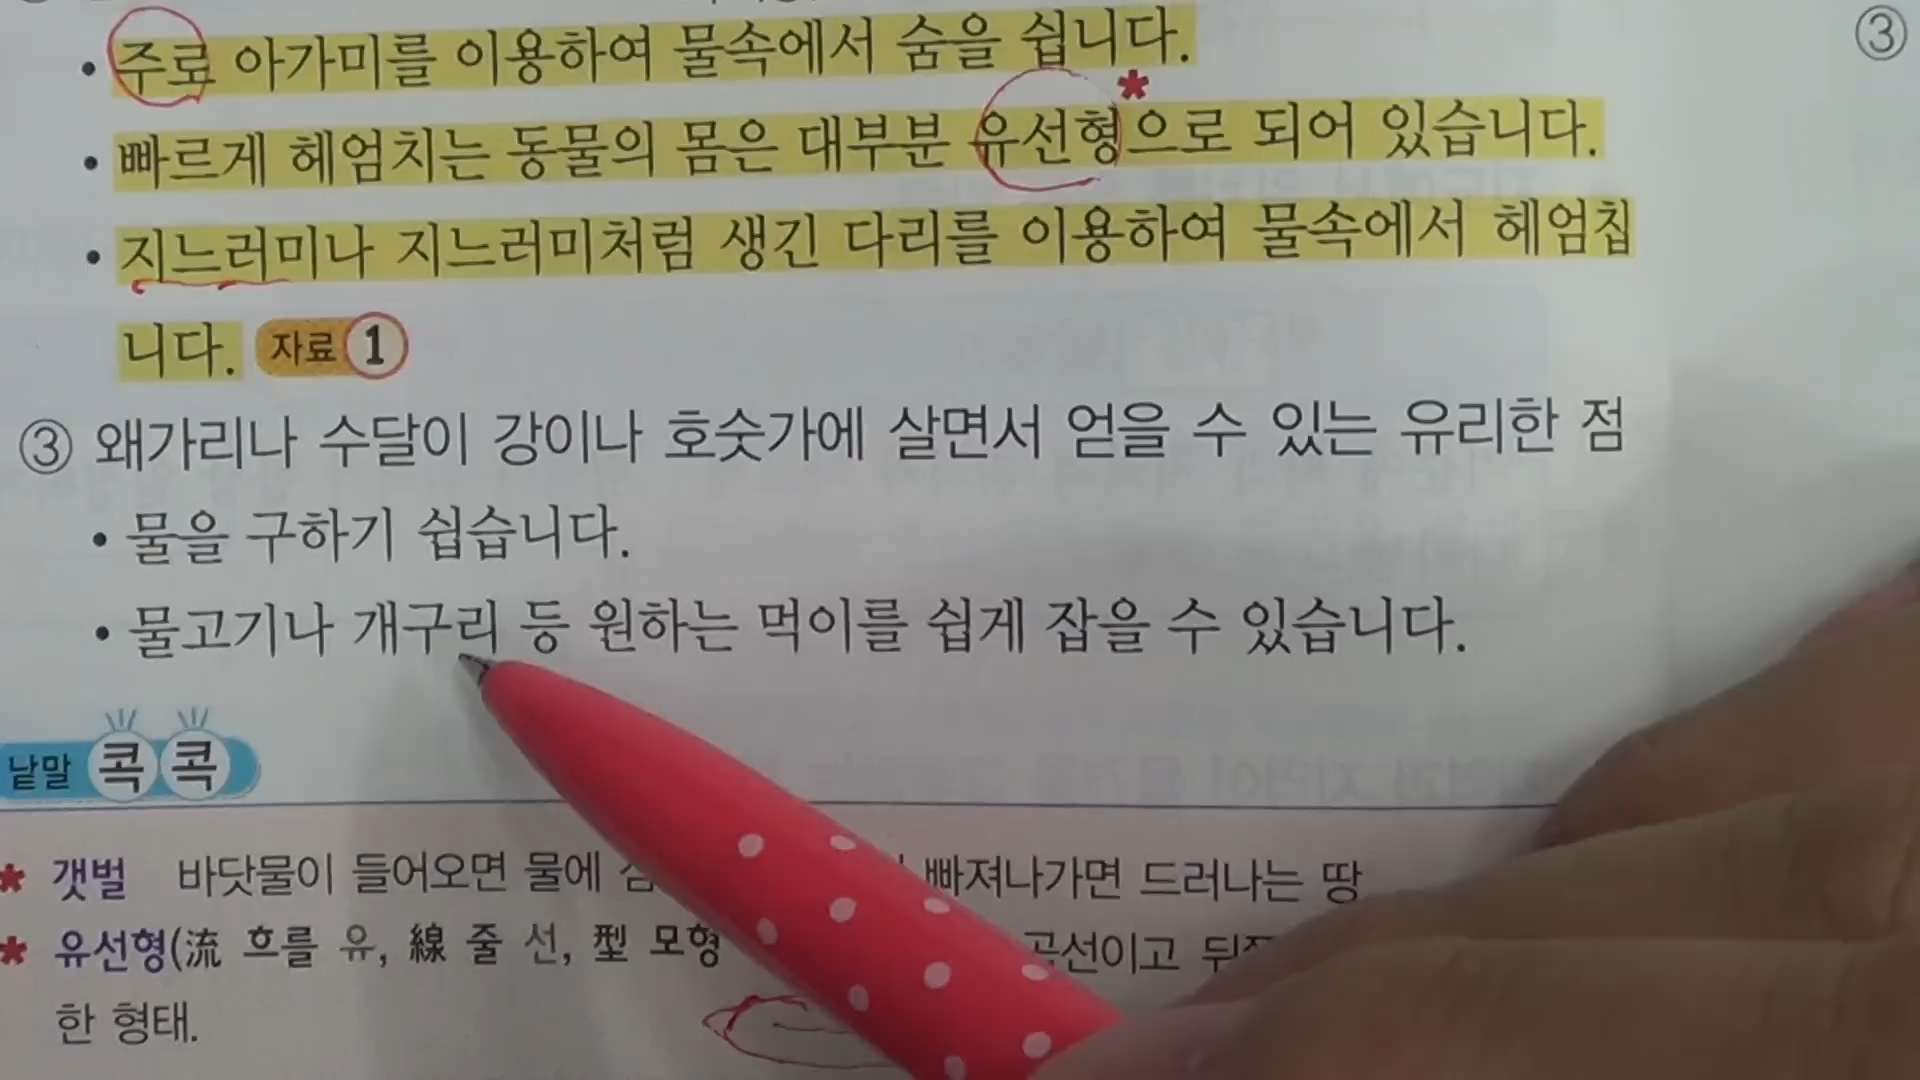 • 주로 아가미를 이용하여 물속에서 숨을 쉽니다.
• 빠르게 헤엄치는 동물의 몸은 대부분 유선형*으로 되어 있습니다.
• 지느러미나 지느러미처럼 생긴 다리를 이용하여 물속에서 헤엄칩
니다. 자료 1
③ 왜가리나 수달이 강이나 호숫가에 살면서 얻을 수 있는 유리한 점
• 물을 구하기 쉽습니다.
• 물고기나 개구리 등 원하는 먹이를 쉽게 잡을 수 있습니다.
낱말 콕콕
* 갯벌 바닷물이 들어오면 물에 빠져나가면 드러나는 땅
* 유선형(流 흐를 유, 線 줄 선, 型 모형 곡선이고
한 형태.
③